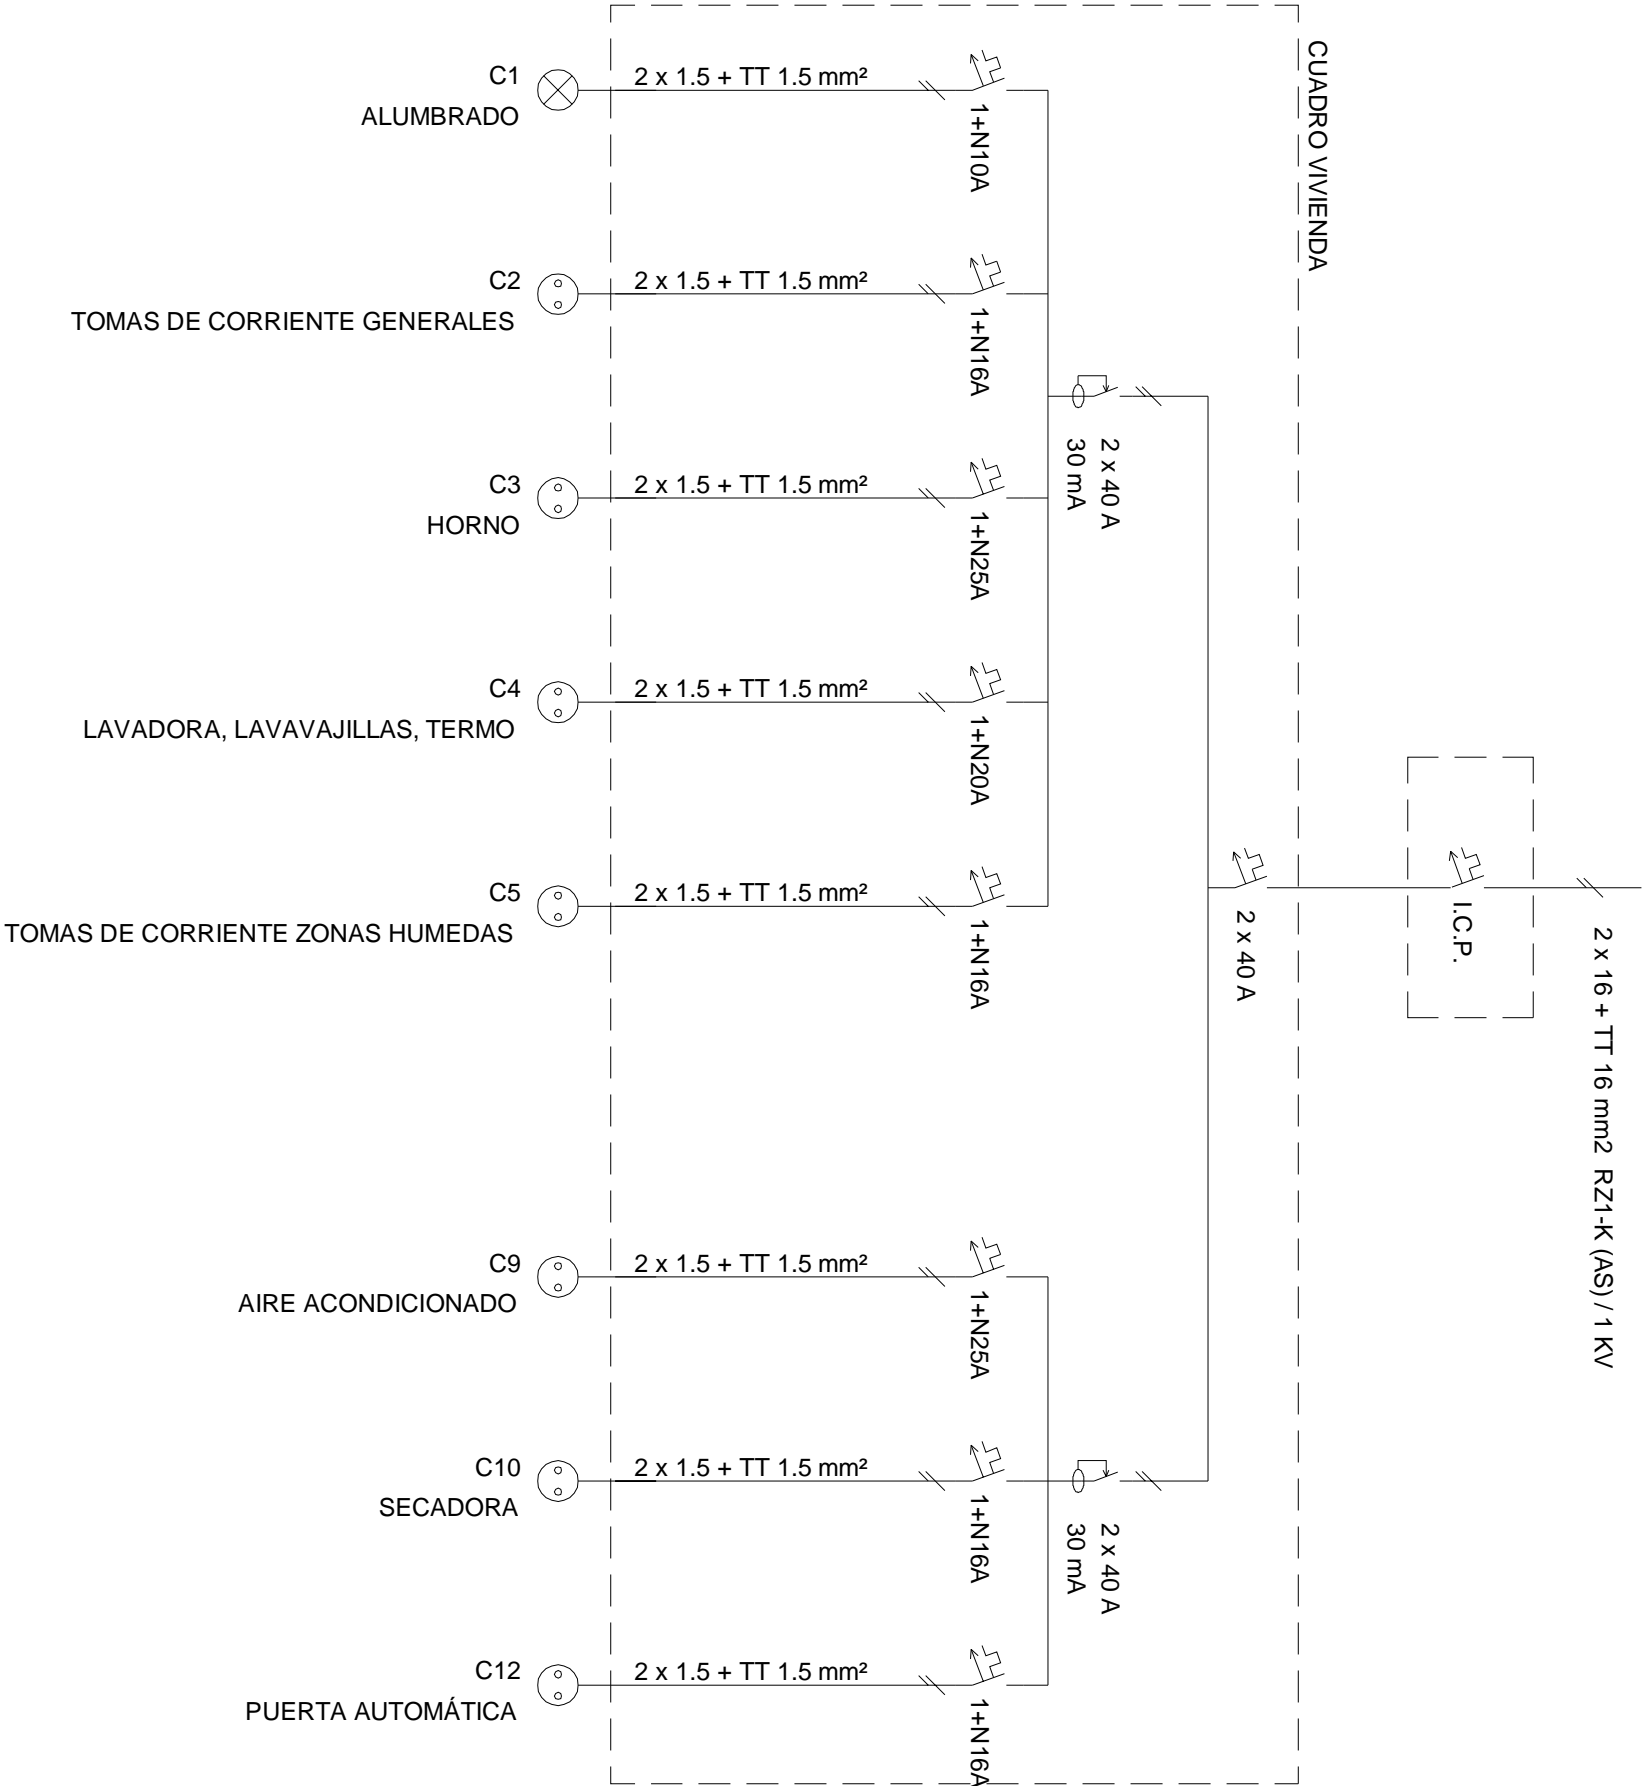 CUADRO VIVIENDA
C1
2 x 1.5 + TT 1.5 mm²
ALUMBRADO
1+N10A
C2
2 x 1.5 + TT 1.5 mm²
TOMAS DE CORRIENTE GENERALES
1+N16A
2 x 40 A
30 mA
C3
2 x 1.5 + TT 1.5 mm²
HORNO
1+N25A
C4
2 x 1.5 + TT 1.5 mm²
LAVADORA, LAVAVAJILLAS, TERMO
1+N20A
C5
2 x 1.5 + TT 1.5 mm²
TOMAS DE CORRIENTE ZONAS HUMEDAS
1+N16A
2 x 40 A
I.C.P.
2 x 16 + TT 16 mm2 RZ1-K (AS) / 1 KV
C9
2 x 1.5 + TT 1.5 mm²
AIRE ACONDICIONADO
1+N25A
C10
2 x 1.5 + TT 1.5 mm²
SECADORA
1+N16A
2 x 40 A
30 mA
C12
2 x 1.5 + TT 1.5 mm²
PUERTA AUTOMÁTICA
1+N16A